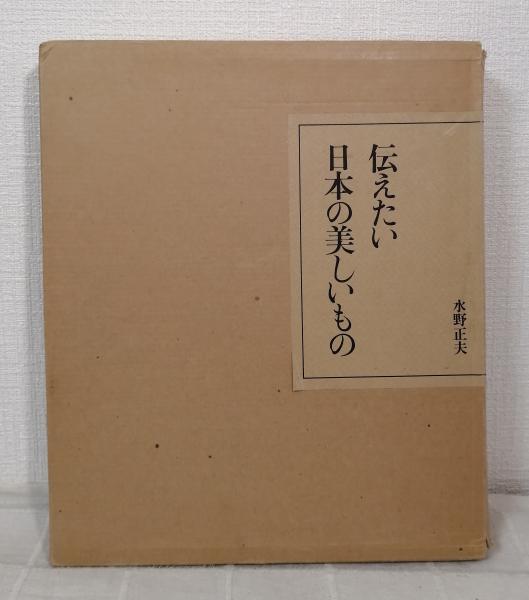 伝えたい
日本の美しいもの
水野正夫